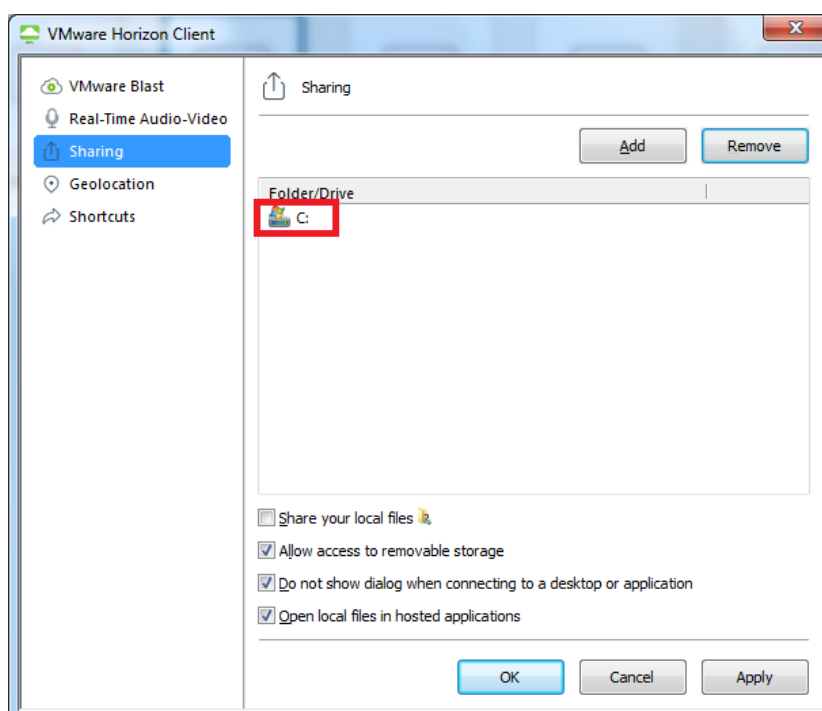 VMware Horizon Client
VMware Blast
Real-Time Audio-Video
Sharing
Geolocation
Shortcuts
Sharing
Add
Remove
Folder/Drive
C:
Share your local files
Allow access to removable storage
Do not show dialog when connecting to a desktop or application
Open local files in hosted applications
OK
Cancel
Apply